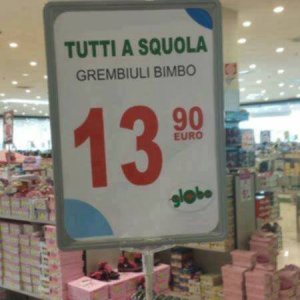 TUTTI A SQUOLA
GREMBIULI BIMBO
13 90
EURO
globo